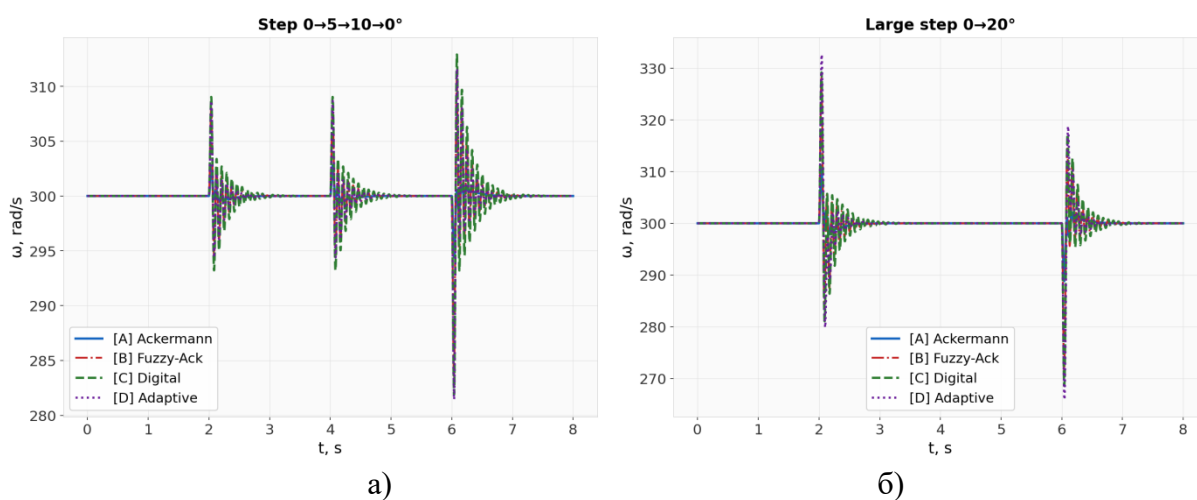 Step 0→5→10→0°
ω, rad/s
310
305
300
295
290
285
280
[A] Ackermann
[B] Fuzzy-Ack
[C] Digital
[D] Adaptive
0 1 2 3 4 5 6 7 8
t, s
а)
Large step 0→20°
ω, rad/s
330
320
310
300
290
280
270
[A] Ackermann
[B] Fuzzy-Ack
[C] Digital
[D] Adaptive
0 1 2 3 4 5 6 7 8
t, s
б)